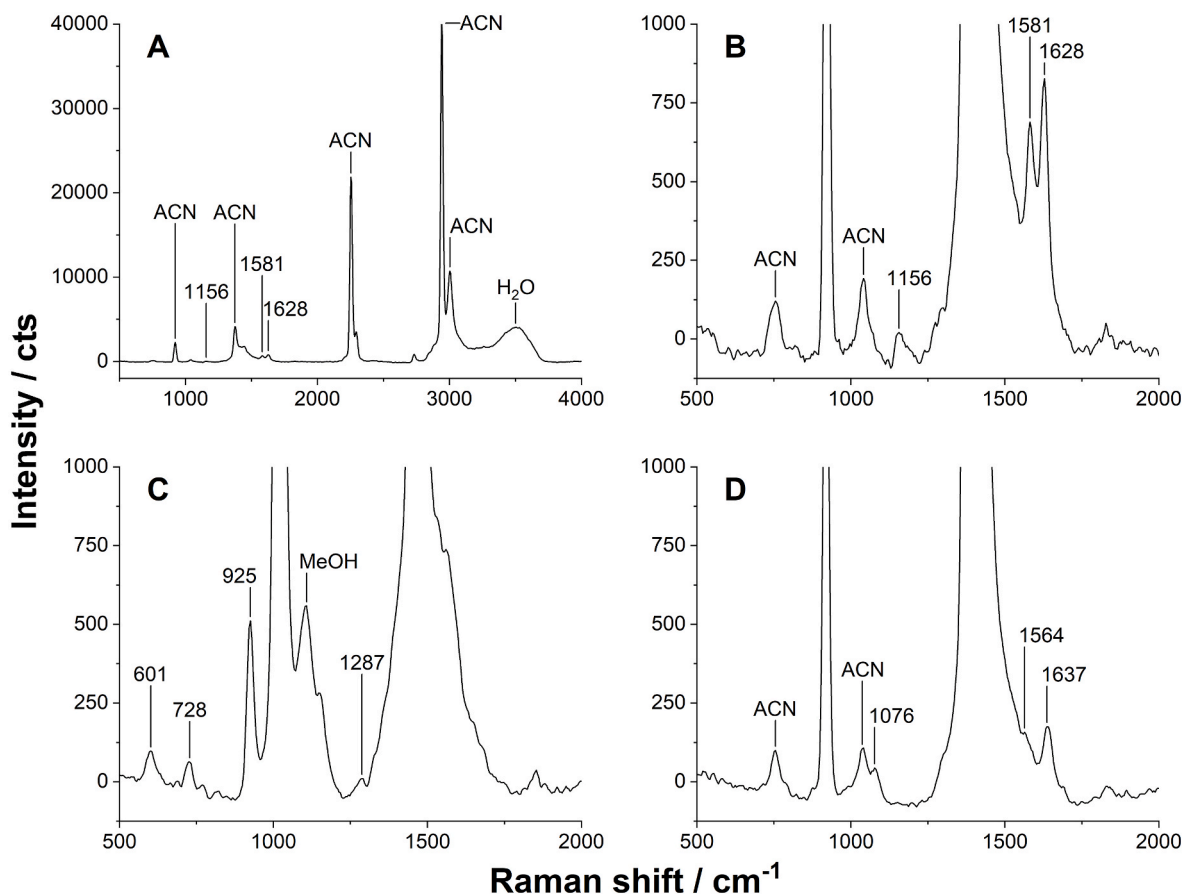 Intensity / cts
A
40000
30000
20000
10000
0
1000
2000
3000
4000
ACN
1156
ACN
1581
1628
ACN
ACN
ACN
H₂O
B
1000
750
500
250
0
500
1000
1500
2000
ACN
ACN
1156
1581
1628
C
1000
750
500
250
0
500
1000
1500
2000
601
728
925
MeOH
1287
D
1000
750
500
250
0
500
1000
1500
2000
ACN
ACN
1076
1564
1637
Raman shift / cm⁻¹